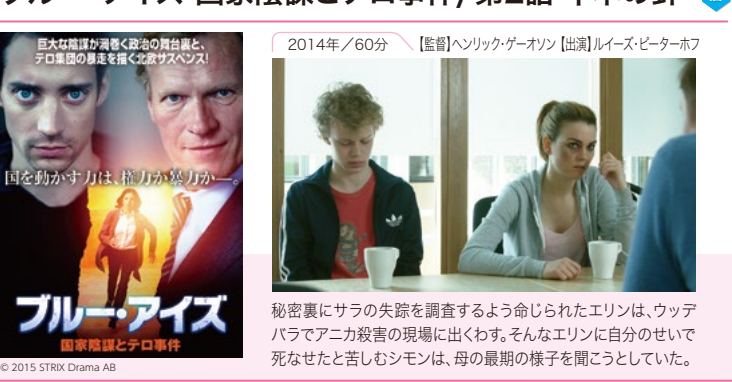 ブルー・アイズ 国家陰謀とテロ事件/第2話
巨大な陰謀が渦巻く政治の舞台裏と、
テロ集団の暴走を描く北欧サスペンス!
国を動かす力は、権力か暴力か―。
ブルー・アイズ
国家陰謀とテロ事件
© 2015 STRIX Drama AB
2014年/60分
【監督】ヘンリック・ゲーオソン【出演】ルイーズ・ピーターホフ
秘密裏にサラの失踪を調査するよう命じられたエリンは、ウッデ
バラでアニカ殺害の現場に出くわす。そんなエリンに自分のせいで
死なせたと苦しむシモンは、母の最期の様子を聞こうとしていた。